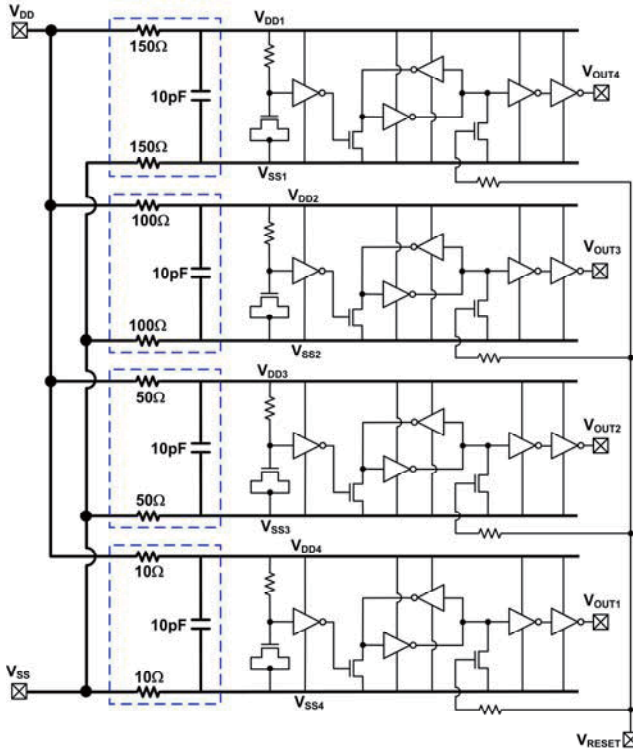 VDD
VDD1
150Ω
10pF
VOUT4
150Ω
VSS1
VDD2
100Ω
10pF
VOUT3
100Ω
VSS2
VDD3
50Ω
10pF
VOUT2
50Ω
VSS3
VDD4
10Ω
10pF
VOUT1
VSS
10Ω
VSS4
VRESET